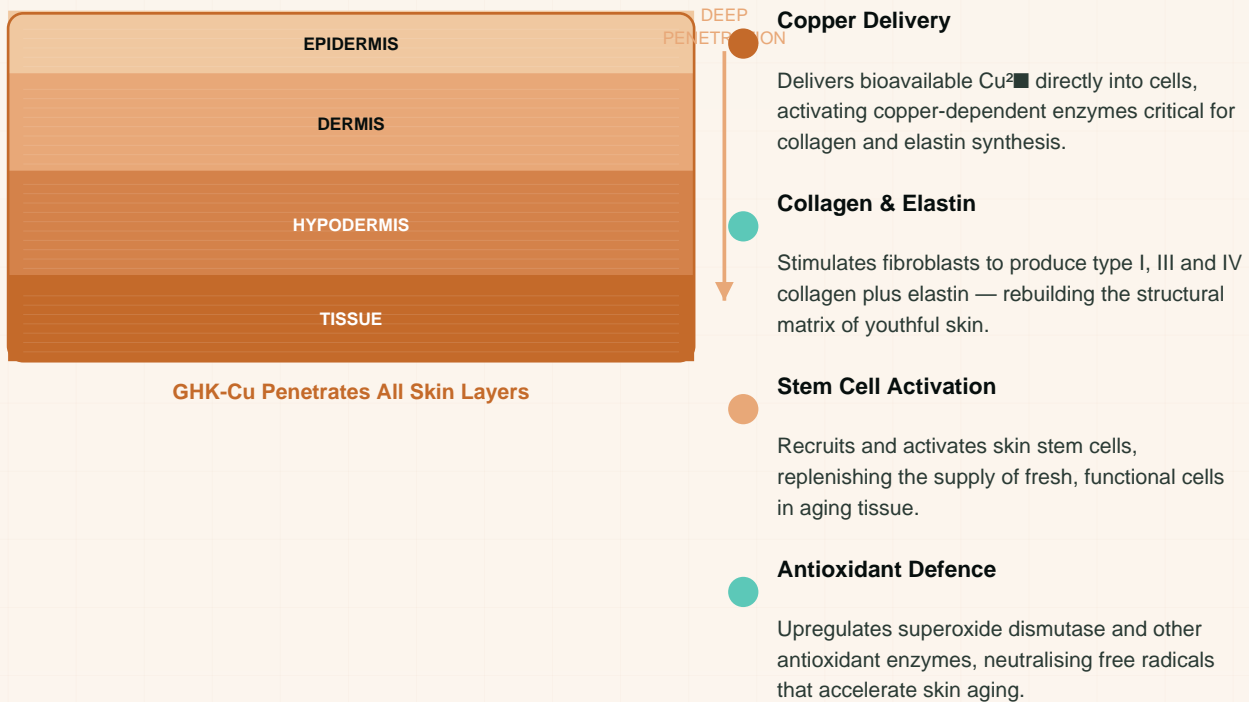 EPIDERMIS
DERMIS
HYPODERMIS
TISSUE
GHK-Cu Penetrates All Skin Layers
DEEP
Copper Delivery
Delivers bioavailable Cu²■ directly into cells,
activating copper-dependent enzymes critical for
collagen and elastin synthesis.
Collagen & Elastin
Stimulates fibroblasts to produce type I, III and IV
collagen plus elastin — rebuilding the structural
matrix of youthful skin.
Stem Cell Activation
Recruits and activates skin stem cells,
replenishing the supply of fresh, functional cells
in aging tissue.
Antioxidant Defence
Upregulates superoxide dismutase and other
antioxidant enzymes, neutralising free radicals
that accelerate skin aging.